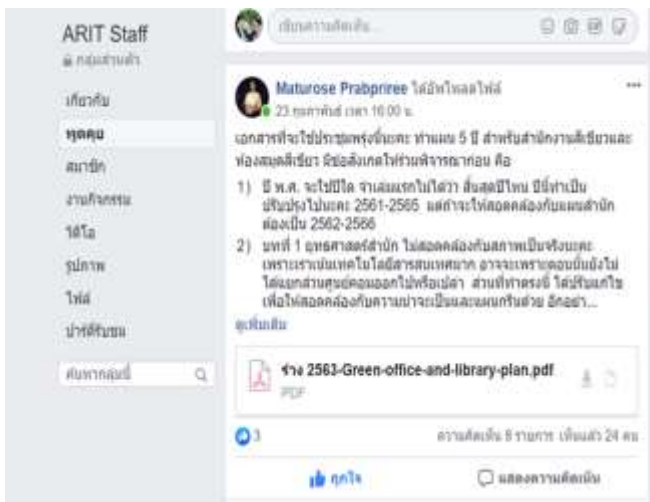 ARIT Staff
กลุ่มส่วนตัว
เกี่ยวกับ
พูดคุย
สมาชิก
งานกิจกรรม
วิดีโอ
รูปภาพ
ไฟล์
ปาร์ตี้รับชม
ค้นหากลุ่มนี้
เขียนความคิดเห็น...
Maturose Prabpriree ได้อัพโหลดไฟล์
23 กุมภาพันธ์ เวลา 16:00 น.
เอกสารที่จะใช้ประชุมพรุ่งนี้นะคะ ทำแผน 5 ปี สำหรับสำนักงานสีเขียวและ
ห้องสมุดสีเขียว มีข้อสังเกตให้ร่วมพิจารณาก่อน คือ
1) ปี พ.ศ. จะใช้ปีใด จำเล่มแรกไม่ได้ว่า สิ้นสุดปีไหน ปีนี้ทำเป็น
ปรับปรุงไปนะคะ 2561-2565 แต่ถ้าจะให้สอดคล้องกับแผนสำนัก
ต้องเป็น 2562-2566
2) บทที่ 1 ยุทธศาสตร์สำนัก ไม่สอดคล้องกับสภาพเป็นจริงนะคะ
เพราะเราเน้นเทคโนโลยีสารสนเทศมาก อาจจะเพราะตอนนั้นยังไม่
ได้แยกส่วนศูนย์คอมออกไปหรือเปล่า ส่วนที่ทำตรงนี้ ได้ปรับแก้ไข
เพื่อให้สอดคล้องกับความน่าจะเป็นและแผนกรีนด้วย อีกอย่า...
ดูเพิ่มเติม
ร่าง 2563-Green-office-and-library-plan.pdf
PDF
3
ความคิดเห็น 8 รายการ เห็นแล้ว 24 คน
ถูกใจ
แสดงความคิดเห็น